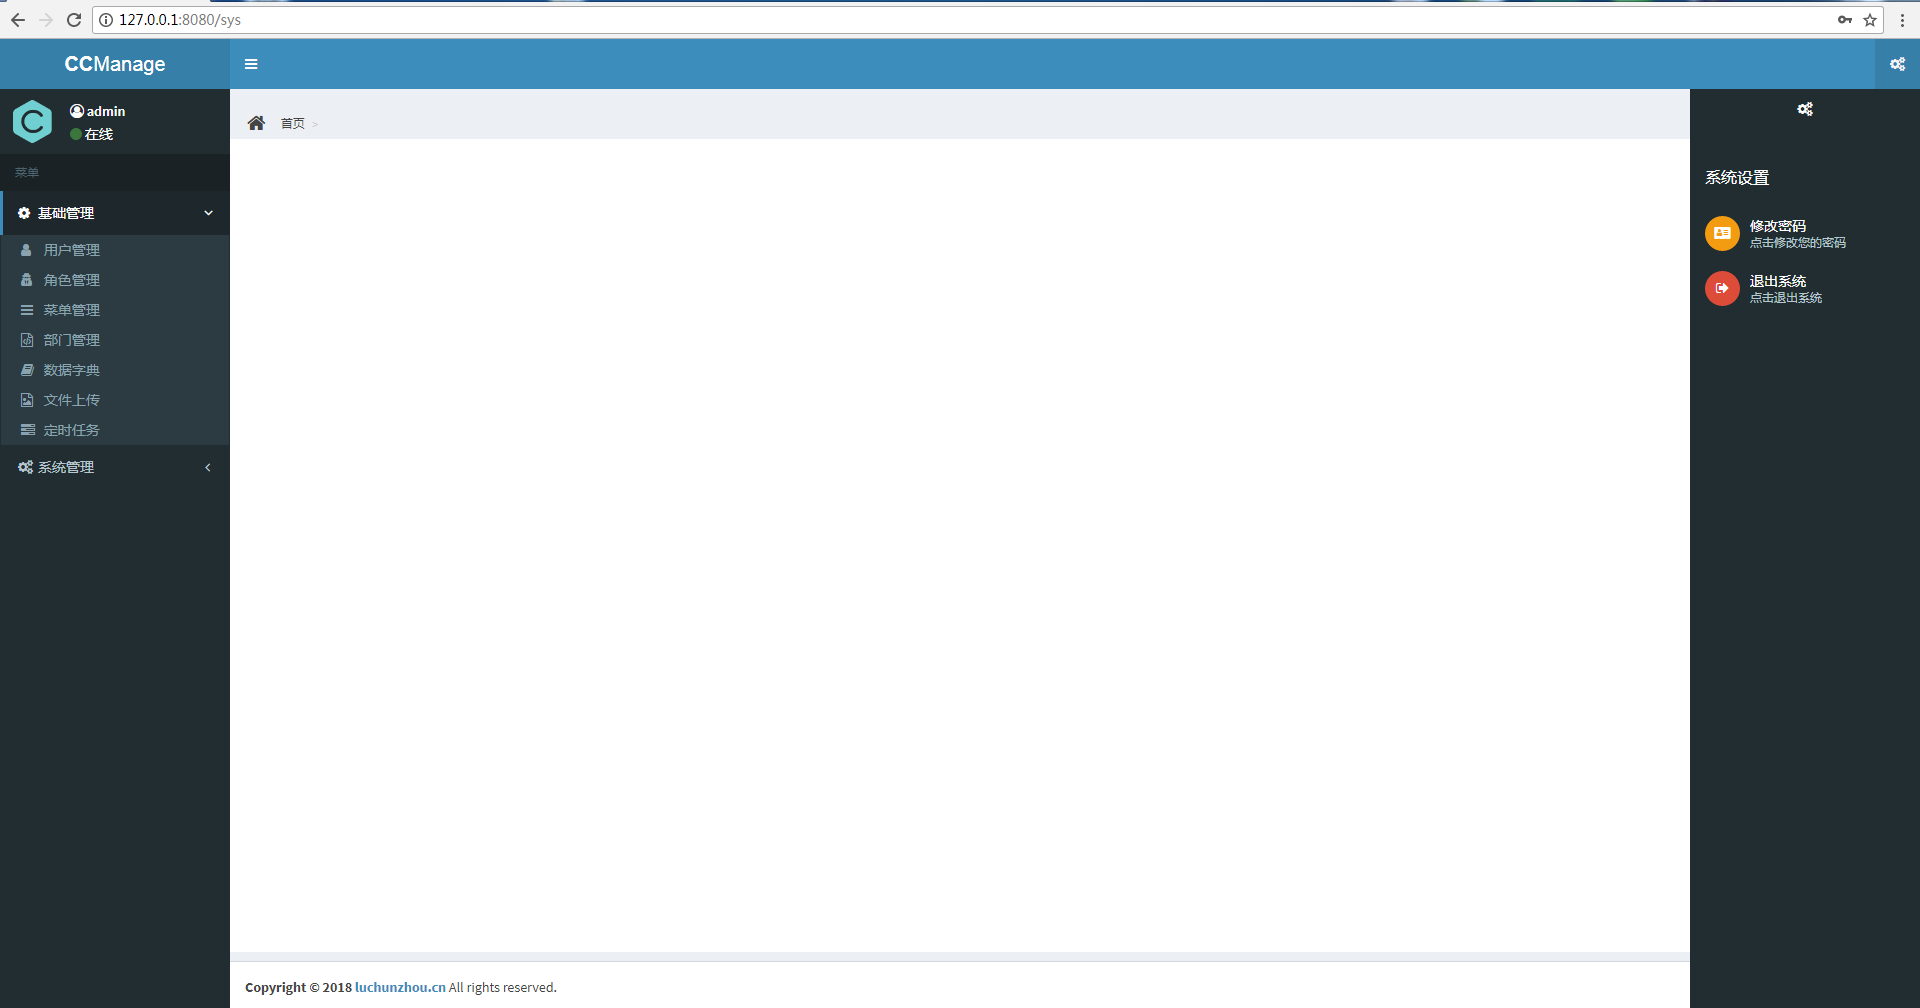 127.0.0.1:8080/sys
CCManage
admin
在线
菜单
基础管理
用户管理
角色管理
菜单管理
部门管理
数据字典
文件上传
定时任务
系统管理
首页 >
系统设置
修改密码
点击修改您的密码
退出系统
点击退出系统
Copyright © 2018 luchunzhou.cn All rights reserved.